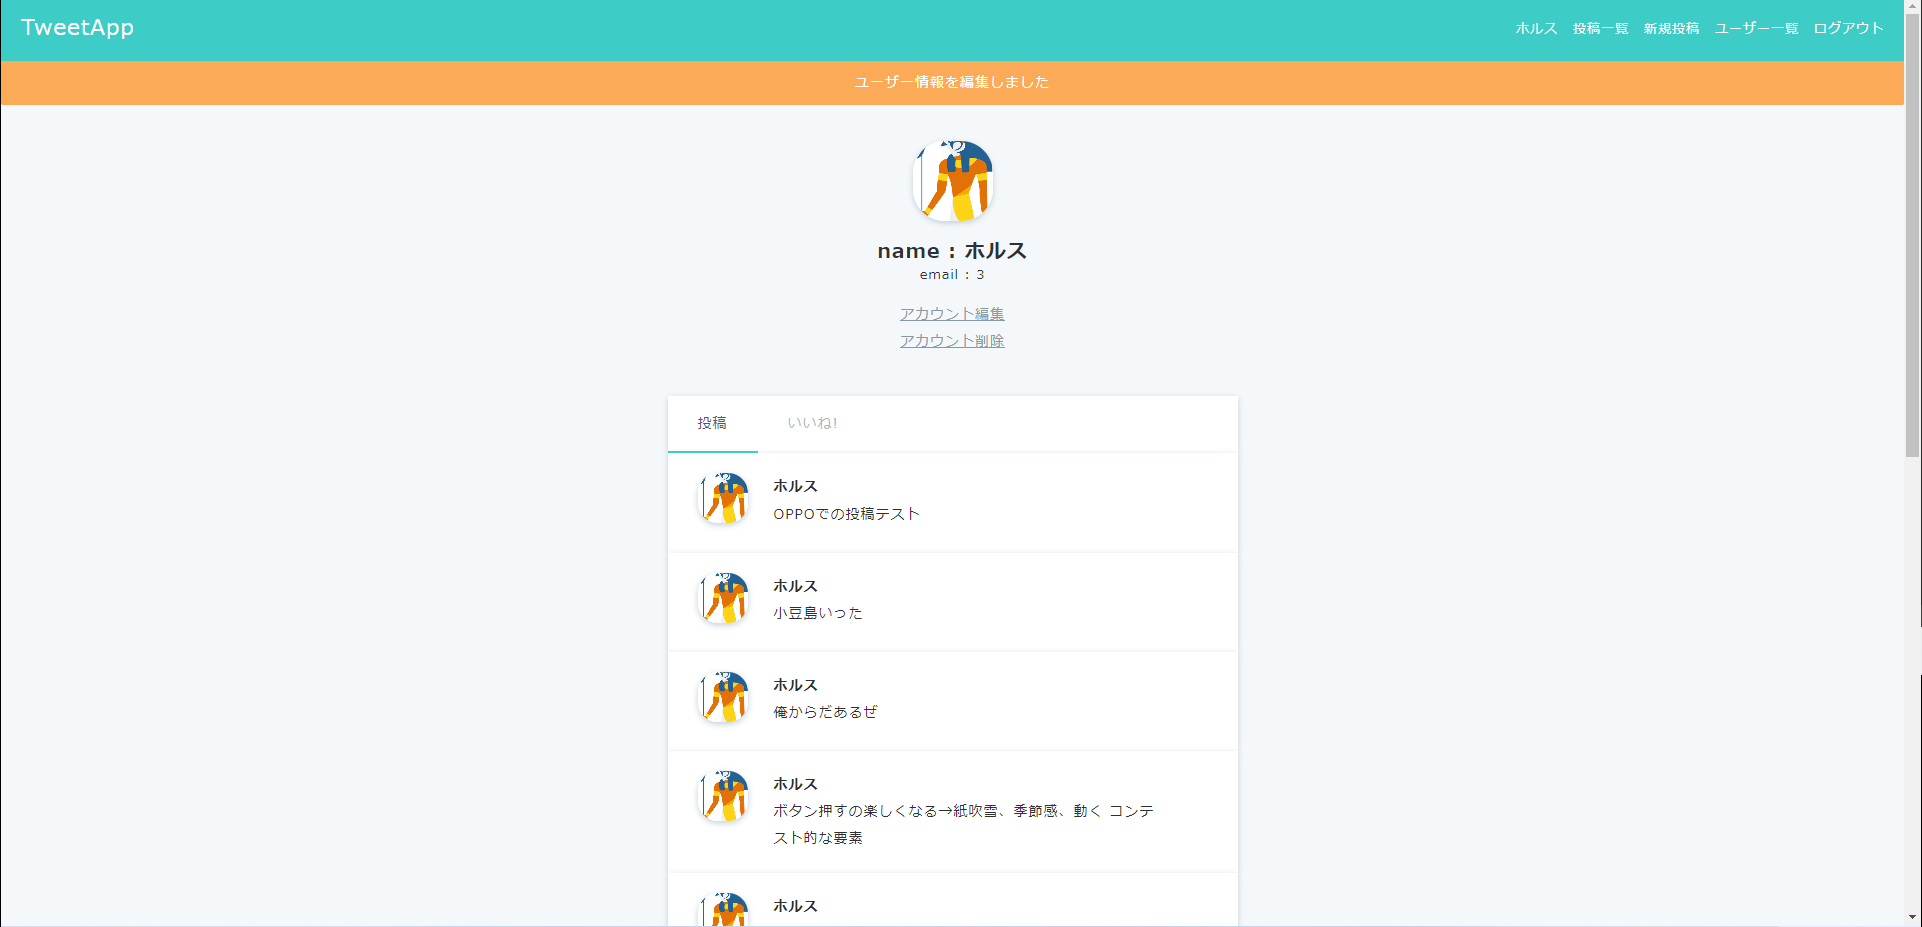 TweetApp
ホルス 投稿一覧 新規投稿 ユーザー一覧 ログアウト
ユーザー情報を編集しました
name : ホルス
email : 3
アカウント編集
アカウント削除
投稿 いいね!
ホルス
OPPOでの投稿テスト
ホルス
小豆島いった
ホルス
俺からだあるぜ
ホルス
ボタン押すの楽しくなる→紙吹雪、季節感、動く コンテ
スト的な要素
ホルス